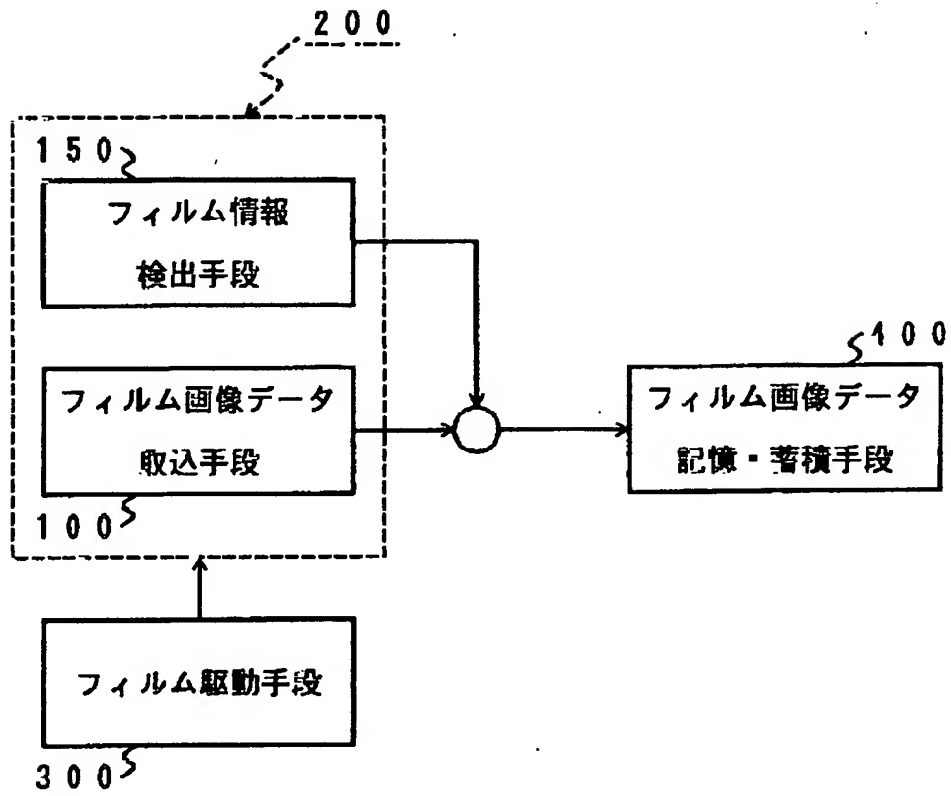 ２００
１５０
フィルム情報
検出手段
４００
フィルム画像データ
取込手段
フィルム画像データ
記憶・蓄積手段
１００
フィルム駆動手段
３００